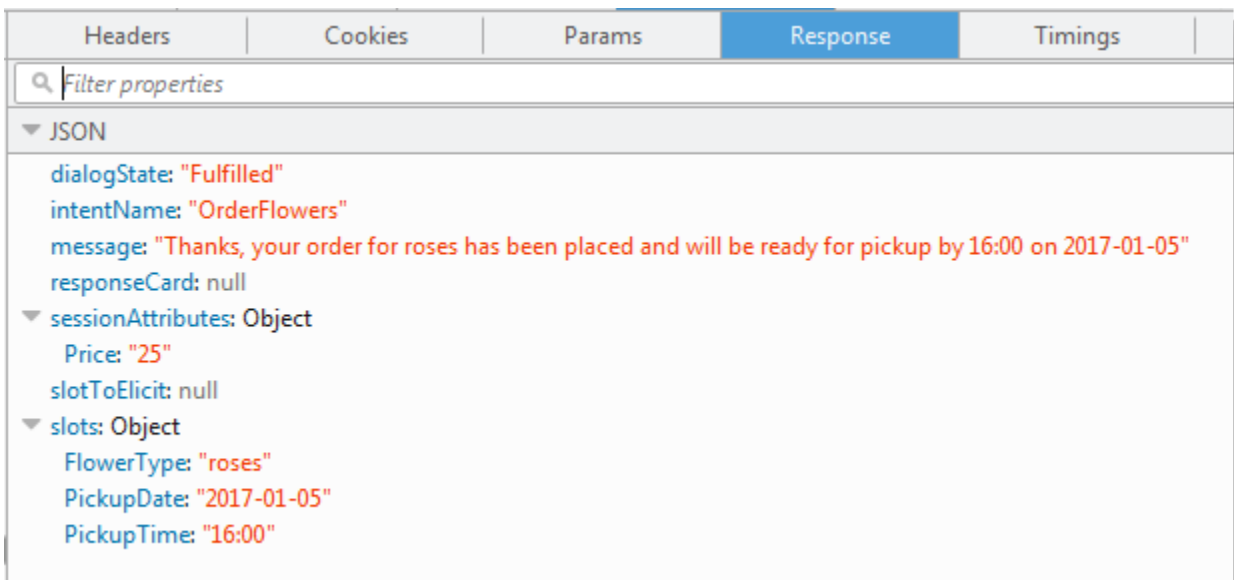 Headers Cookies Params Response Timings
Filter properties
JSON
dialogState: "Fulfilled"
intentName: "OrderFlowers"
message: "Thanks, your order for roses has been placed and will be ready for pickup by 16:00 on 2017-01-05"
responseCard: null
sessionAttributes: Object
Price: "25"
slotToElicit: null
slots: Object
FlowerType: "roses"
PickupDate: "2017-01-05"
PickupTime: "16:00"